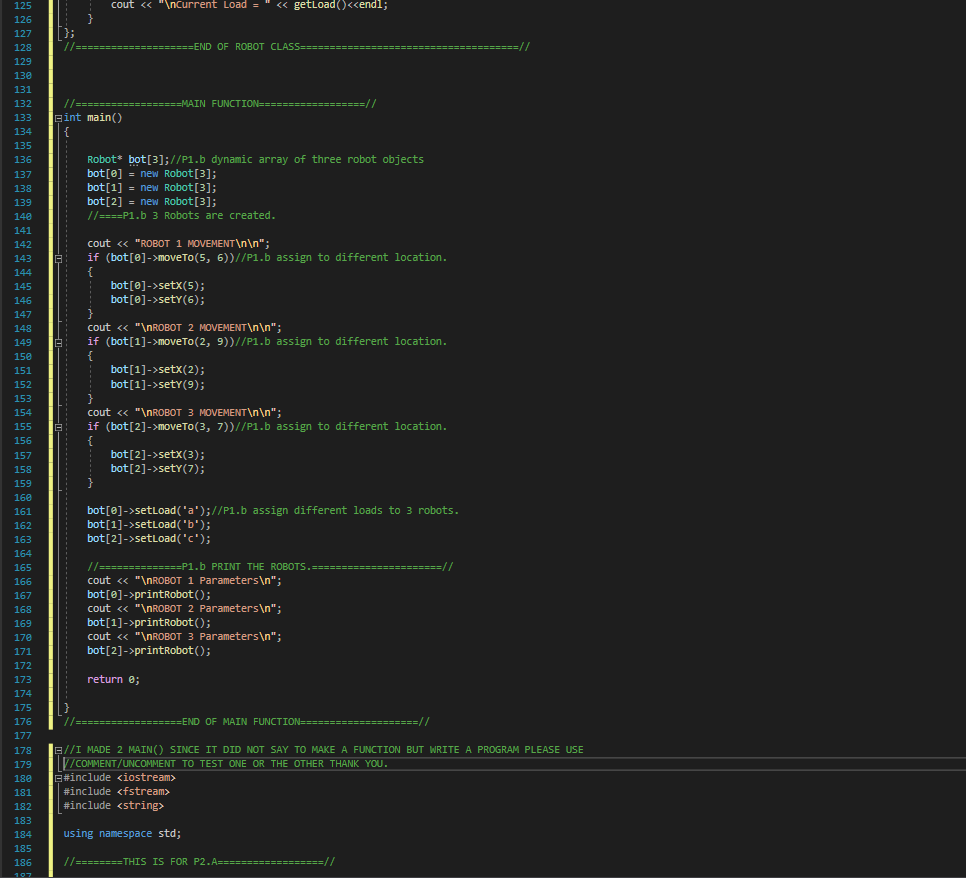 125 cout << "\nCurrent Load = " << getLoad()<<endl;
126 }
127 };
128 //====================END OF ROBOT CLASS=====================================//
129
130
131
132 //==================MAIN FUNCTION==================//
133 int main()
134 {
135
136 Robot* bot[3];//P1.b dynamic array of three robot objects
137 bot[0] = new Robot[3];
138 bot[1] = new Robot[3];
139 bot[2] = new Robot[3];
140 //====P1.b 3 Robots are created.
141
142 cout << "ROBOT 1 MOVEMENT\n\n";
143 if (bot[0]->moveTo(5, 6))//P1.b assign to different location.
144 {
145 bot[0]->setX(5);
146 bot[0]->setY(6);
147 }
148 cout << "\nROBOT 2 MOVEMENT\n\n";
149 if (bot[1]->moveTo(2, 9))//P1.b assign to different location.
150 {
151 bot[1]->setX(2);
152 bot[1]->setY(9);
153 }
154 cout << "\nROBOT 3 MOVEMENT\n\n";
155 if (bot[2]->moveTo(3, 7))//P1.b assign to different location.
156 {
157 bot[2]->setX(3);
158 bot[2]->setY(7);
159 }
160
161 bot[0]->setLoad('a');//P1.b assign different loads to 3 robots.
162 bot[1]->setLoad('b');
163 bot[2]->setLoad('c');
164
165 //==============P1.b PRINT THE ROBOTS.======================//
166 cout << "\nROBOT 1 Parameters\n";
167 bot[0]->printRobot();
168 cout << "\nROBOT 2 Parameters\n";
169 bot[1]->printRobot();
170 cout << "\nROBOT 3 Parameters\n";
171 bot[2]->printRobot();
172
173 return 0;
174
175 }
176 //==================END OF MAIN FUNCTION====================//
177
178 //I MADE 2 MAIN() SINCE IT DID NOT SAY TO MAKE A FUNCTION BUT WRITE A PROGRAM PLEASE USE
179 //COMMENT/UNCOMMENT TO TEST ONE OR THE OTHER THANK YOU.
180 #include <iostream>
181 #include <fstream>
182 #include <string>
183
184 using namespace std;
185
186 //========THIS IS FOR P2.A==================//
187